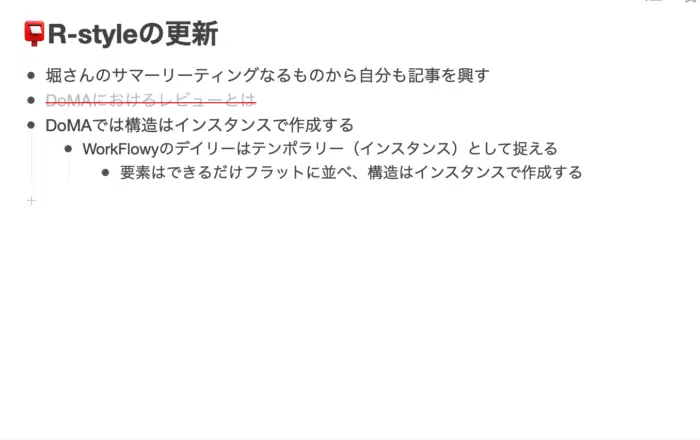 R-styleの更新
堀さんのサマーリーティングなるものから自分も記事を興す
DoMAにおけるレビューとは
DoMAでは構造はインスタンスで作成する
WorkFlowyのデイリーはテンポラリー（インスタンス）として捉える
要素はできるだけフラットに並べ、構造はインスタンスで作成する